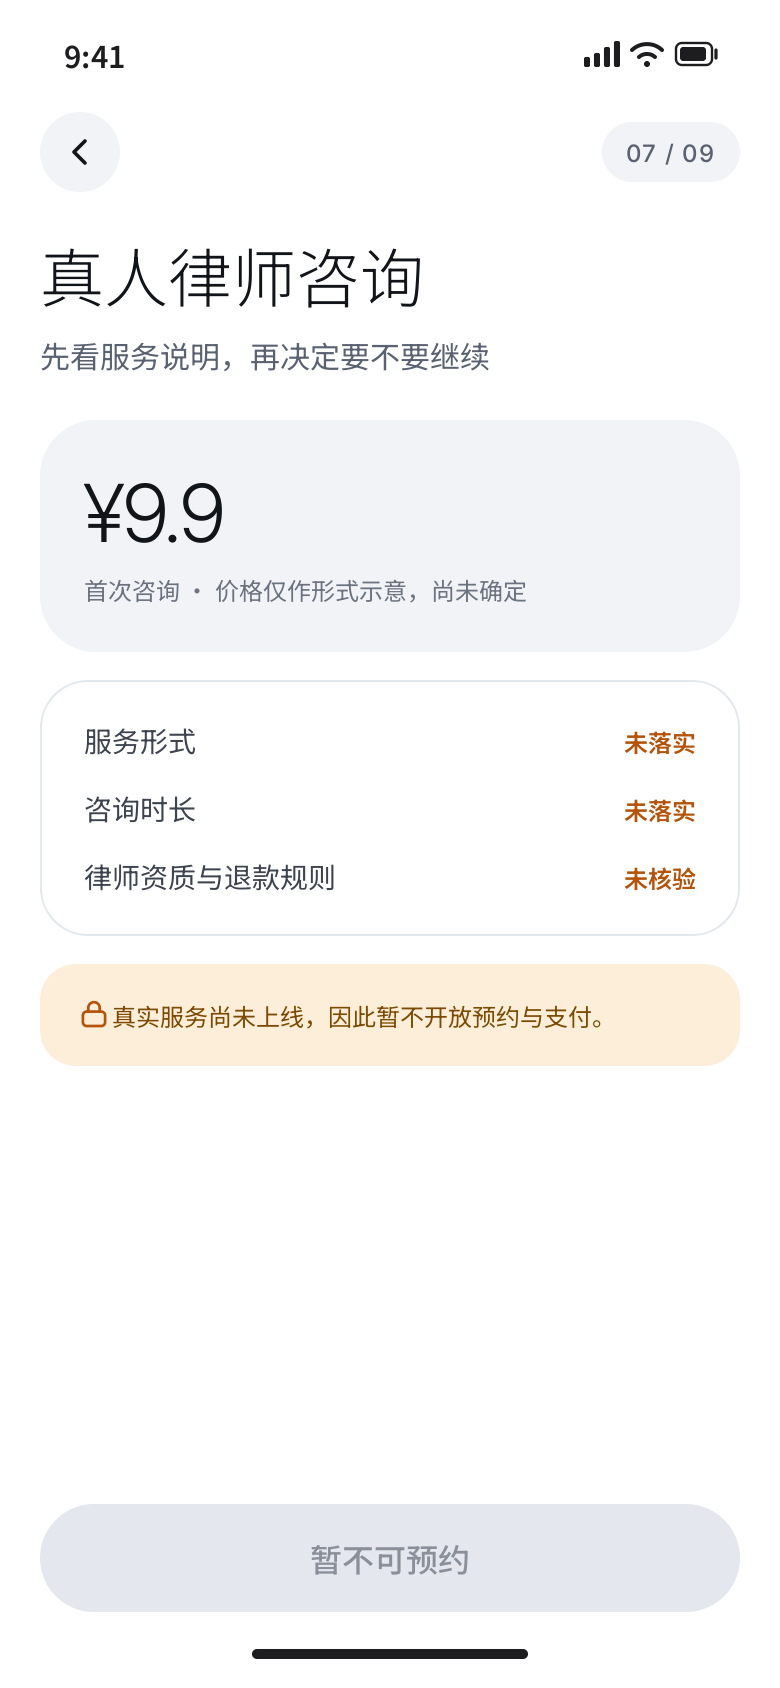 9:41
07 / 09
真人律师咨询
先看服务说明，再决定要不要继续
¥9.9
首次咨询 · 价格仅作形式示意，尚未确定
服务形式 未落实
咨询时长 未落实
律师资质与退款规则 未核验
真实服务尚未上线，因此暂不开放预约与支付。
暂不可预约